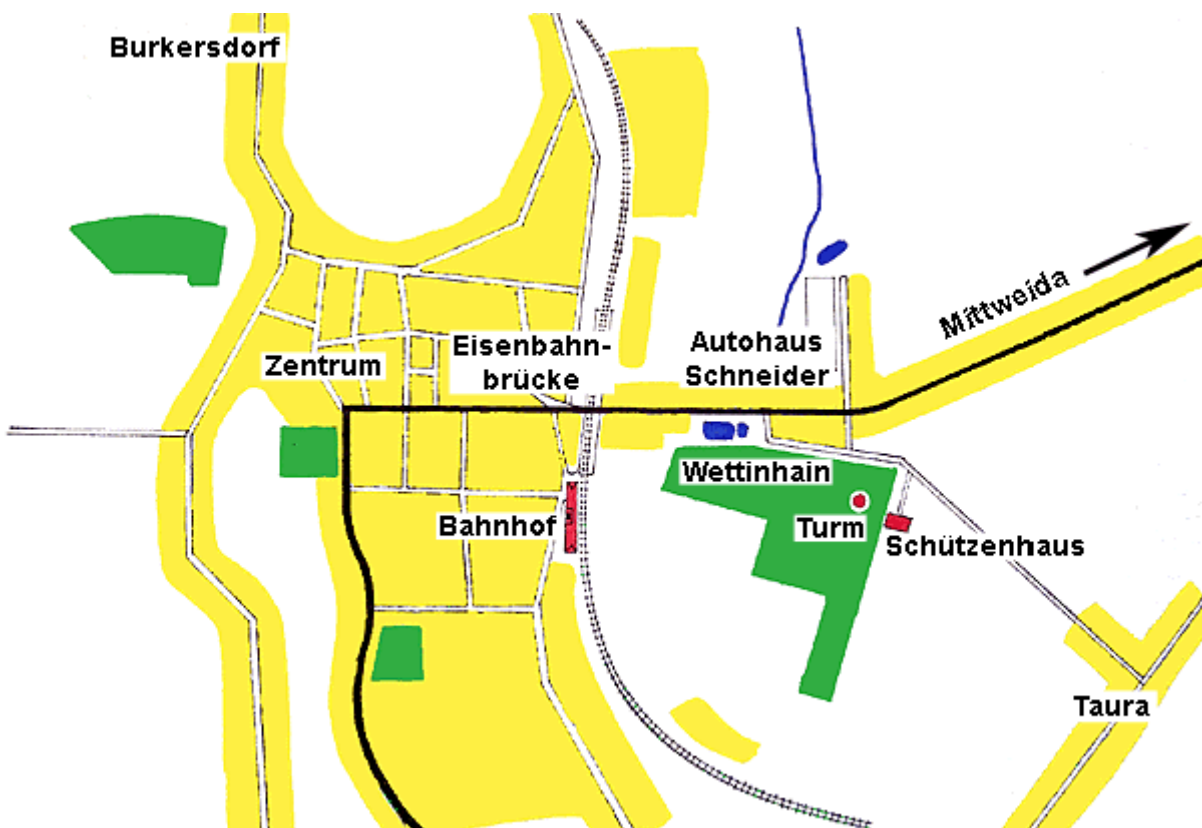 Burkersdorf
Mittweida
Eisenbahn-
brücke
Autohaus
Schneider
Zentrum
Wettinhain
Bahnhof
Turm
Schützenhaus
Taura